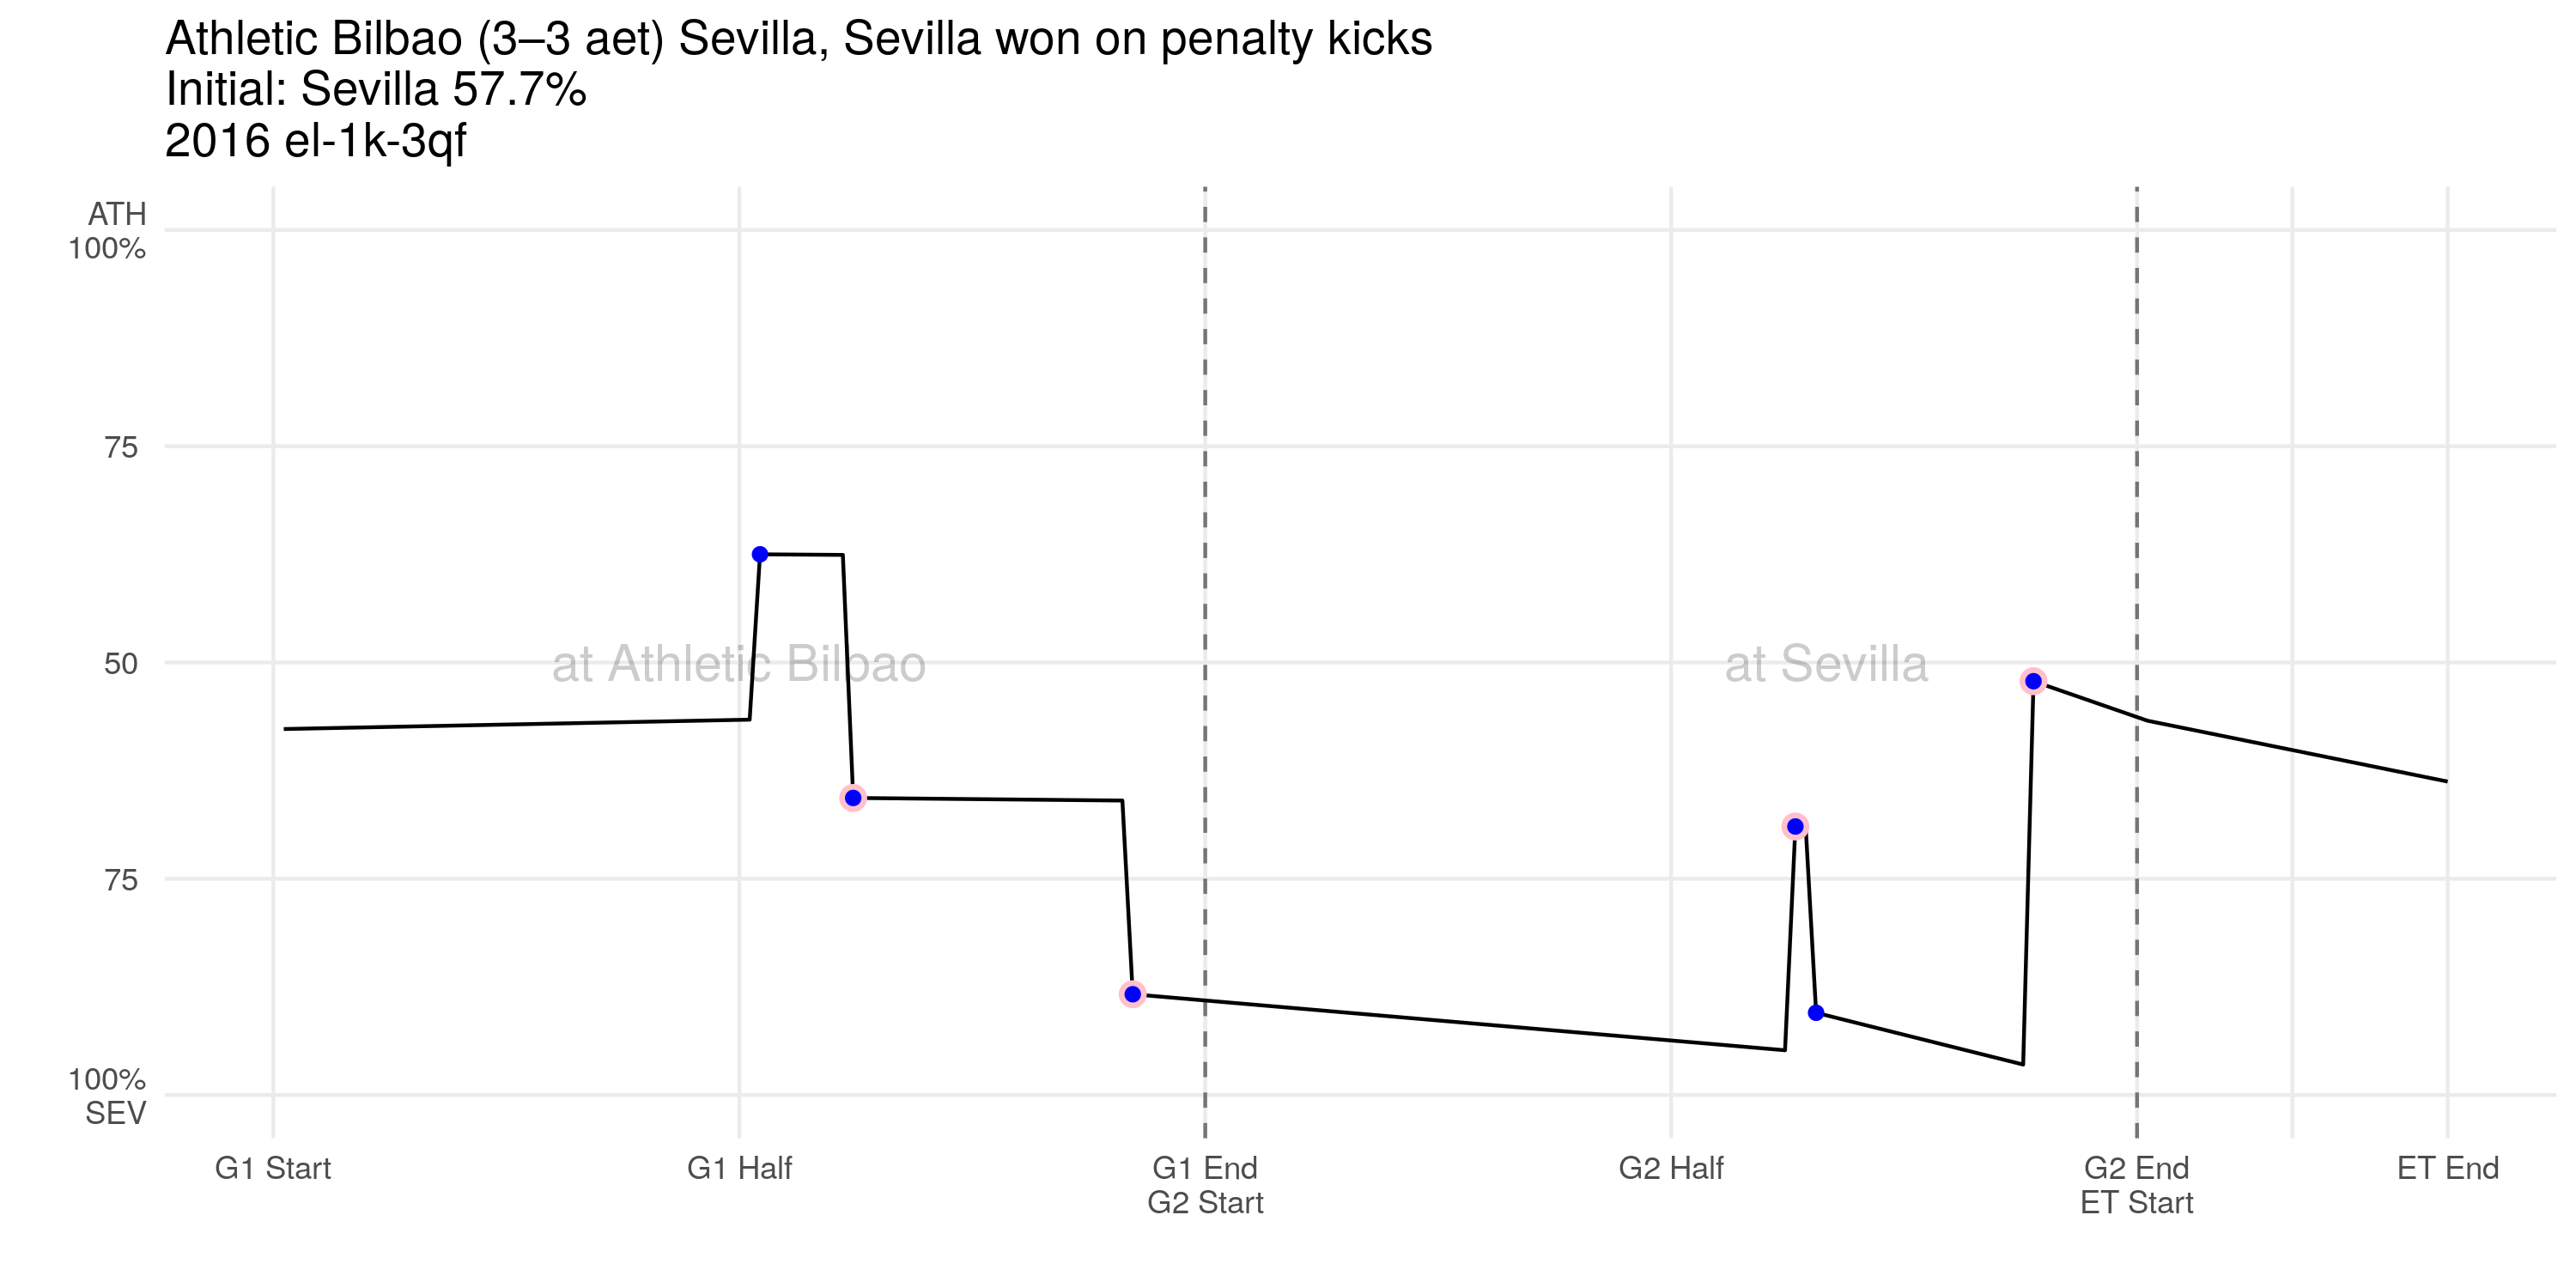 Athletic Bilbao (3–3 aet) Sevilla, Sevilla won on penalty kicks
Initial: Sevilla 57.7%
2016 el-1k-3qf
ATH
100%
75
50
75
100%
SEV
at Athletic Bilbao
at Sevilla
G1 Start
G1 Half
G1 End
G2 Start
G2 Half
G2 End
ET Start
ET End